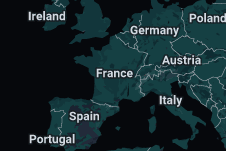 Ireland
Poland
Germany
Austria
France
Italy
Spain
Portugal